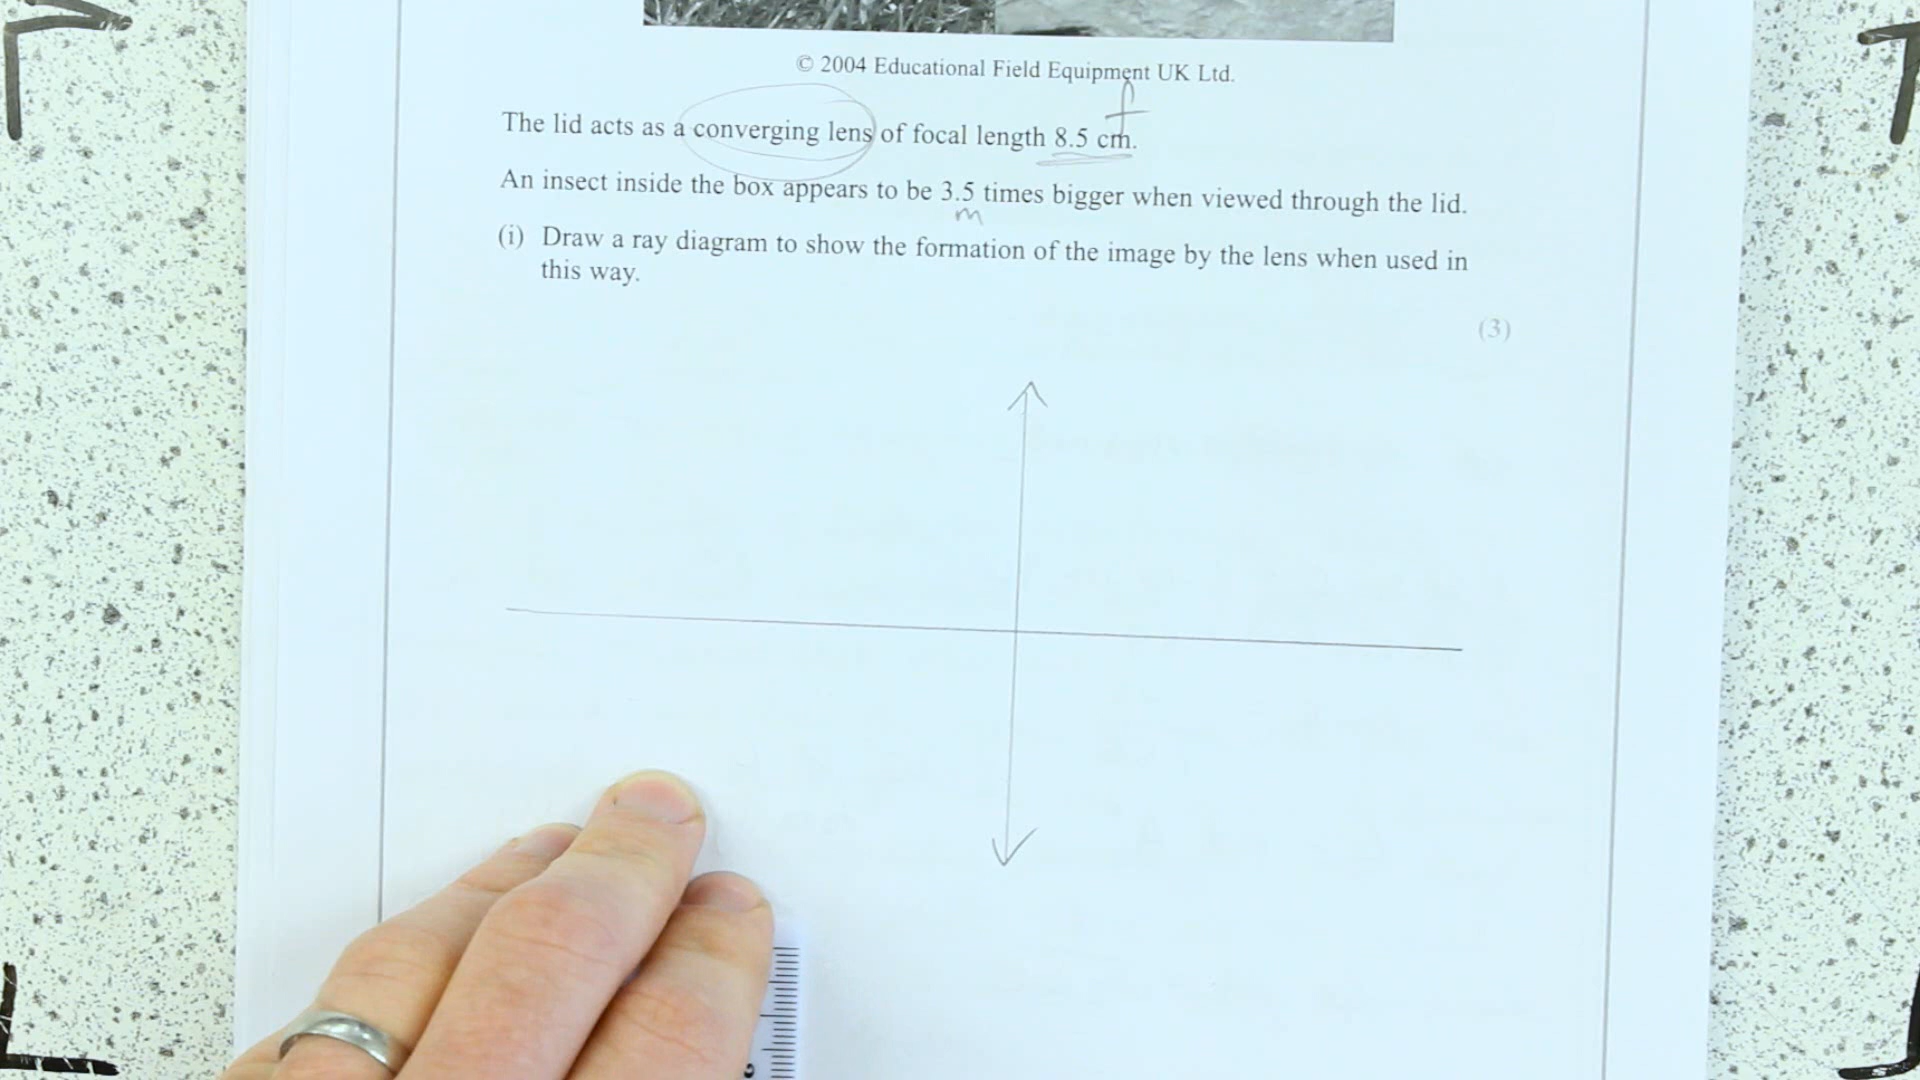 © 2004 Educational Field Equipment UK Ltd.
f
The lid acts as a converging lens of focal length 8.5 cm.
An insect inside the box appears to be 3.5 times bigger when viewed through the lid.
m
(i) Draw a ray diagram to show the formation of the image by the lens when used in
this way.
(3)